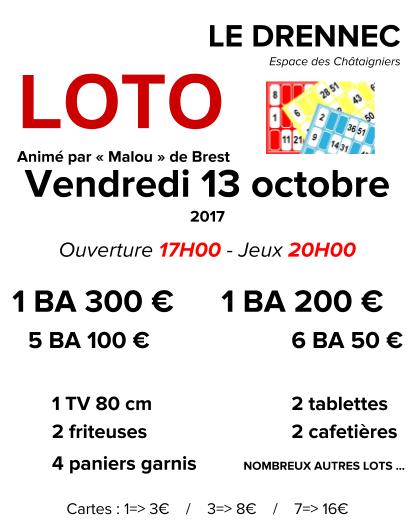 LE DRENNEC
Espace des Châtaigniers
LOTO
Animé par « Malou » de Brest
Vendredi 13 octobre
2017
Ouverture 17H00 - Jeux 20H00
1 BA 300 € 1 BA 200 €
5 BA 100 € 6 BA 50 €
1 TV 80 cm 2 tablettes
2 friteuses 2 cafetières
4 paniers garnis NOMBREUX AUTRES LOTS ...
Cartes : 1=> 3€ / 3=> 8€ / 7=> 16€